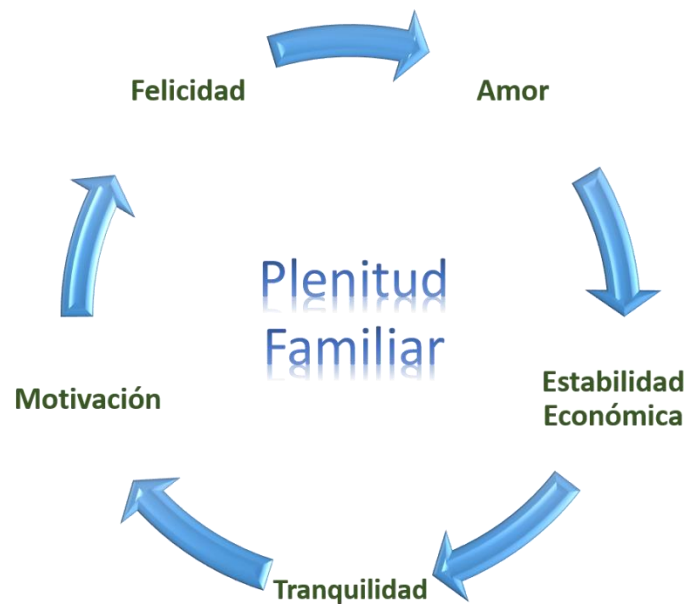 Felicidad
Amor
Plenitud
Familiar
Estabilidad
Económica
Motivación
Tranquilidad